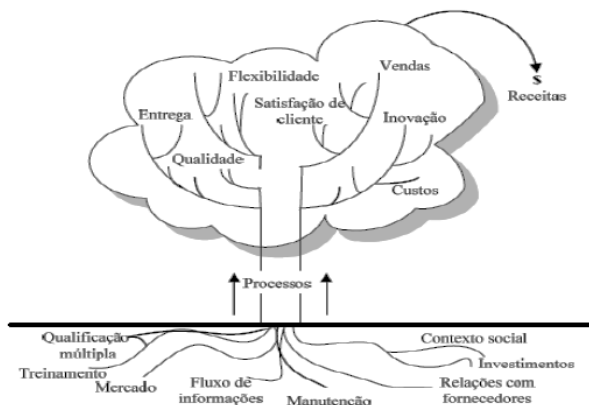 Flexibilidade
Vendas
$
Receitas
Entrega
Satisfação de
cliente
Inovação
Qualidade
Custos
Processos
Qualificação
múltipla
Contexto social
Treinamento
Investimentos
Mercado
Fluxo de
informações
Relações com
fornecedores
Manutenção